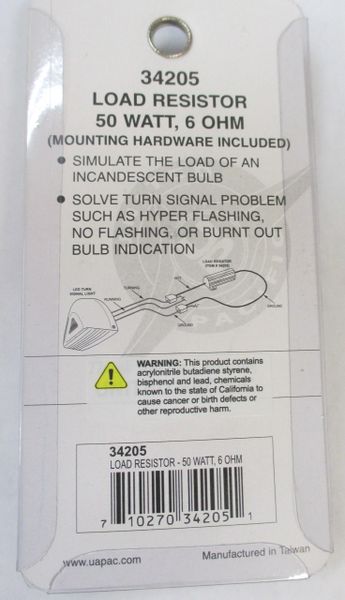 34205
LOAD RESISTOR
50 WATT, 6 OHM
(MOUNTING HARDWARE INCLUDED)
• SIMULATE THE LOAD OF AN
INCANDESCENT BULB
• SOLVE TURN SIGNAL PROBLEM
SUCH AS HYPER FLASHING,
NO FLASHING, OR BURNT OUT
BULB INDICATION
LOAD RESISTOR
(ITEM # 34205)
HOT
LED TURN
SIGNAL LIGHT
TURNING
RUNNING
GROUND
GROUND
WARNING: This product contains
acrylonitrile butadiene styrene,
bisphenol and lead, chemicals
known to the state of California to
cause cancer or birth defects or
other reproductive harm.
34205
LOAD RESISTOR - 50 WATT, 6 OHM
7 10270 34205 1
www.uapac.com
Manufactured in Taiwan